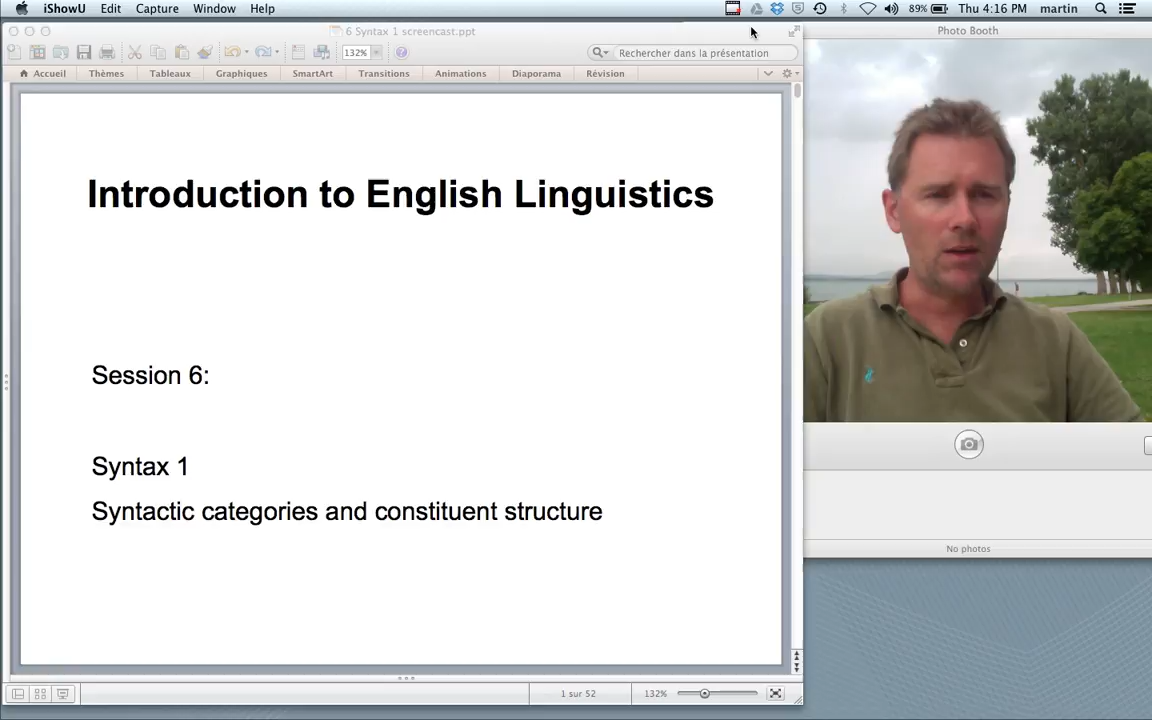 iShowU Edit Capture Window Help 89% Thu 4:16 PM martin
6 Syntax 1 screencast.ppt
Photo Booth
132%
Rechercher dans la présentation
Accueil Thèmes Tableaux Graphiques SmartArt Transitions Animations Diaporama Révision
Introduction to English Linguistics
Session 6:
Syntax 1
Syntactic categories and constituent structure
No photos
1 sur 52 132%